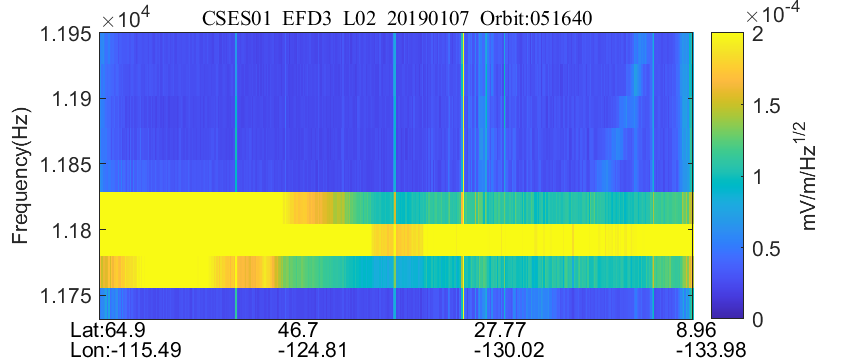 CSES01 EFD3 L02 20190107 Orbit:051640
×10⁴
×10⁻⁴
1.195
1.19
1.185
1.18
1.175
Frequency(Hz)
2
1.5
1
0.5
0
mV/m/Hz^1/2
Lat:64.9 46.7 27.77 8.96
Lon:-115.49 -124.81 -130.02 -133.98